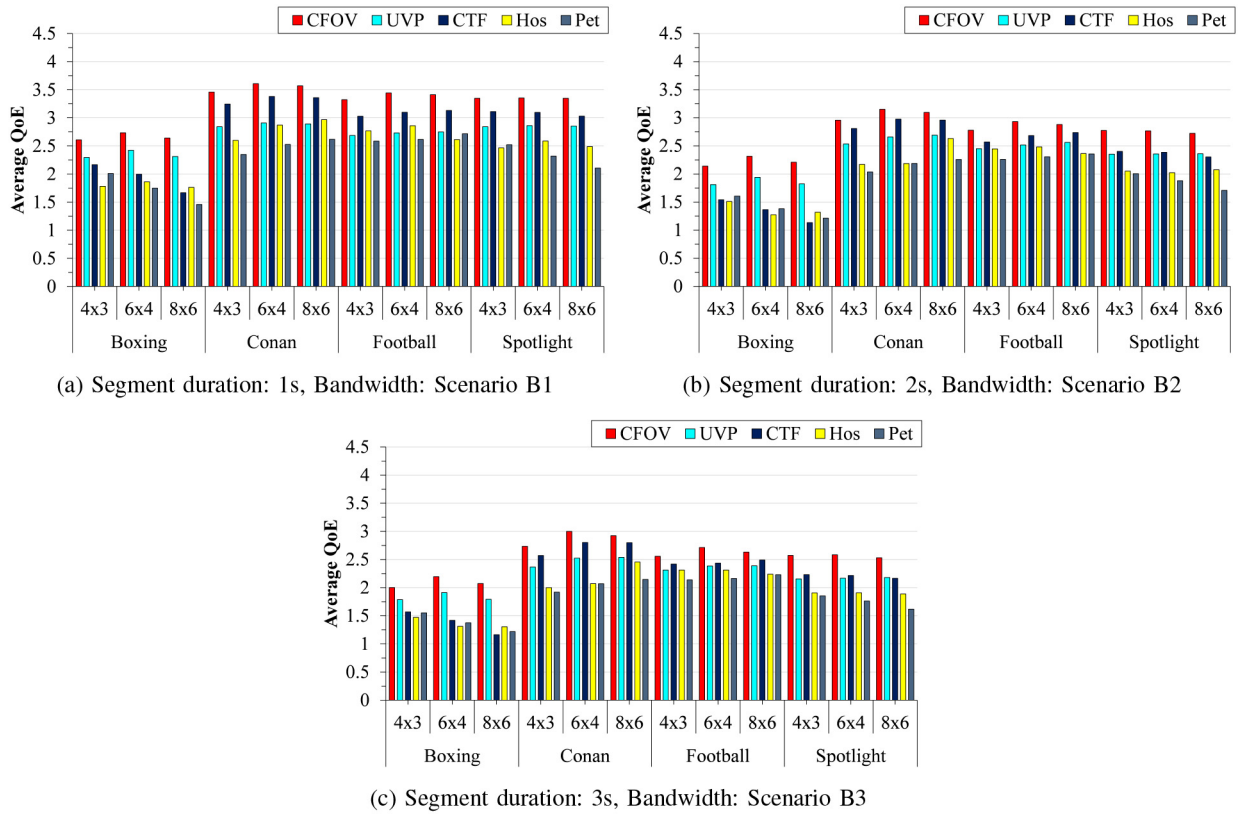 CFOV UVP CTF Hos Pet
4.5
4
3.5
3
2.5
2
1.5
1
0.5
0
Average QoE
4x3 6x4 8x6 4x3 6x4 8x6 4x3 6x4 8x6 4x3 6x4 8x6
Boxing Conan Football Spotlight
(a) Segment duration: 1s, Bandwidth: Scenario B1
CFOV UVP CTF Hos Pet
4.5
4
3.5
3
2.5
2
1.5
1
0.5
0
Average QoE
4x3 6x4 8x6 4x3 6x4 8x6 4x3 6x4 8x6 4x3 6x4 8x6
Boxing Conan Football Spotlight
(b) Segment duration: 2s, Bandwidth: Scenario B2
CFOV UVP CTF Hos Pet
4.5
4
3.5
3
2.5
2
1.5
1
0.5
0
Average QoE
4x3 6x4 8x6 4x3 6x4 8x6 4x3 6x4 8x6 4x3 6x4 8x6
Boxing Conan Football Spotlight
(c) Segment duration: 3s, Bandwidth: Scenario B3